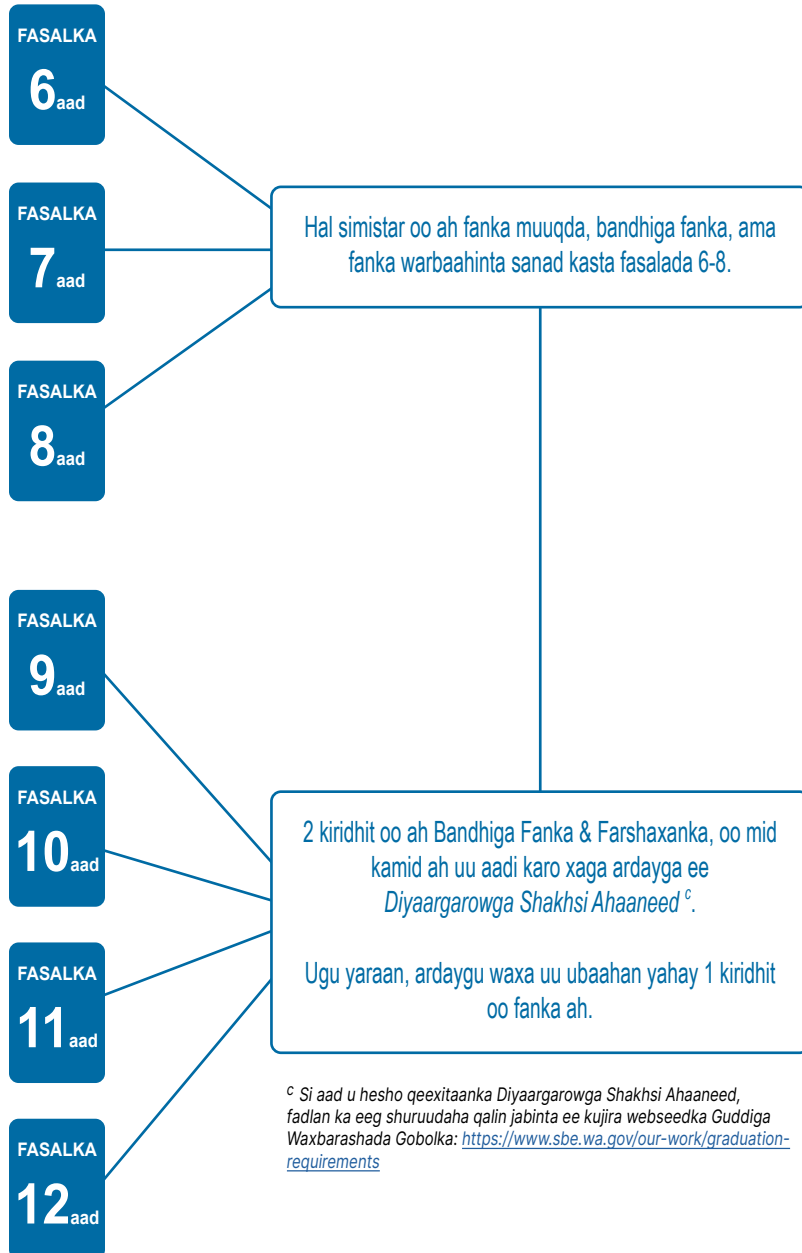 FASALKA
6aad
FASALKA
7aad
Hal simistar oo ah fanka muuqda, bandhiga fanka, ama
fanka warbaahinta sanad kasta fasalada 6-8.
FASALKA
8aad
FASALKA
9aad
FASALKA
10aad
2 kiridhit oo ah Bandhiga Fanka & Farshaxanka, oo mid
kamid ah uu aadi karo xaga ardayga ee
Diyaargarowga Shakhsi Ahaaneed c.
Ugu yaraan, ardaygu waxa uu ubaahan yahay 1 kiridhit
oo fanka ah.
FASALKA
11aad
c Si aad u hesho qeexitaanka Diyaargarowga Shakhsi Ahaaneed,
fadlan ka eeg shuruudaha qalin jabinta ee kujira webseedka Guddiga
Waxbarashada Gobolka: https://www.sbe.wa.gov/our-work/graduation-
requirements
FASALKA
12aad